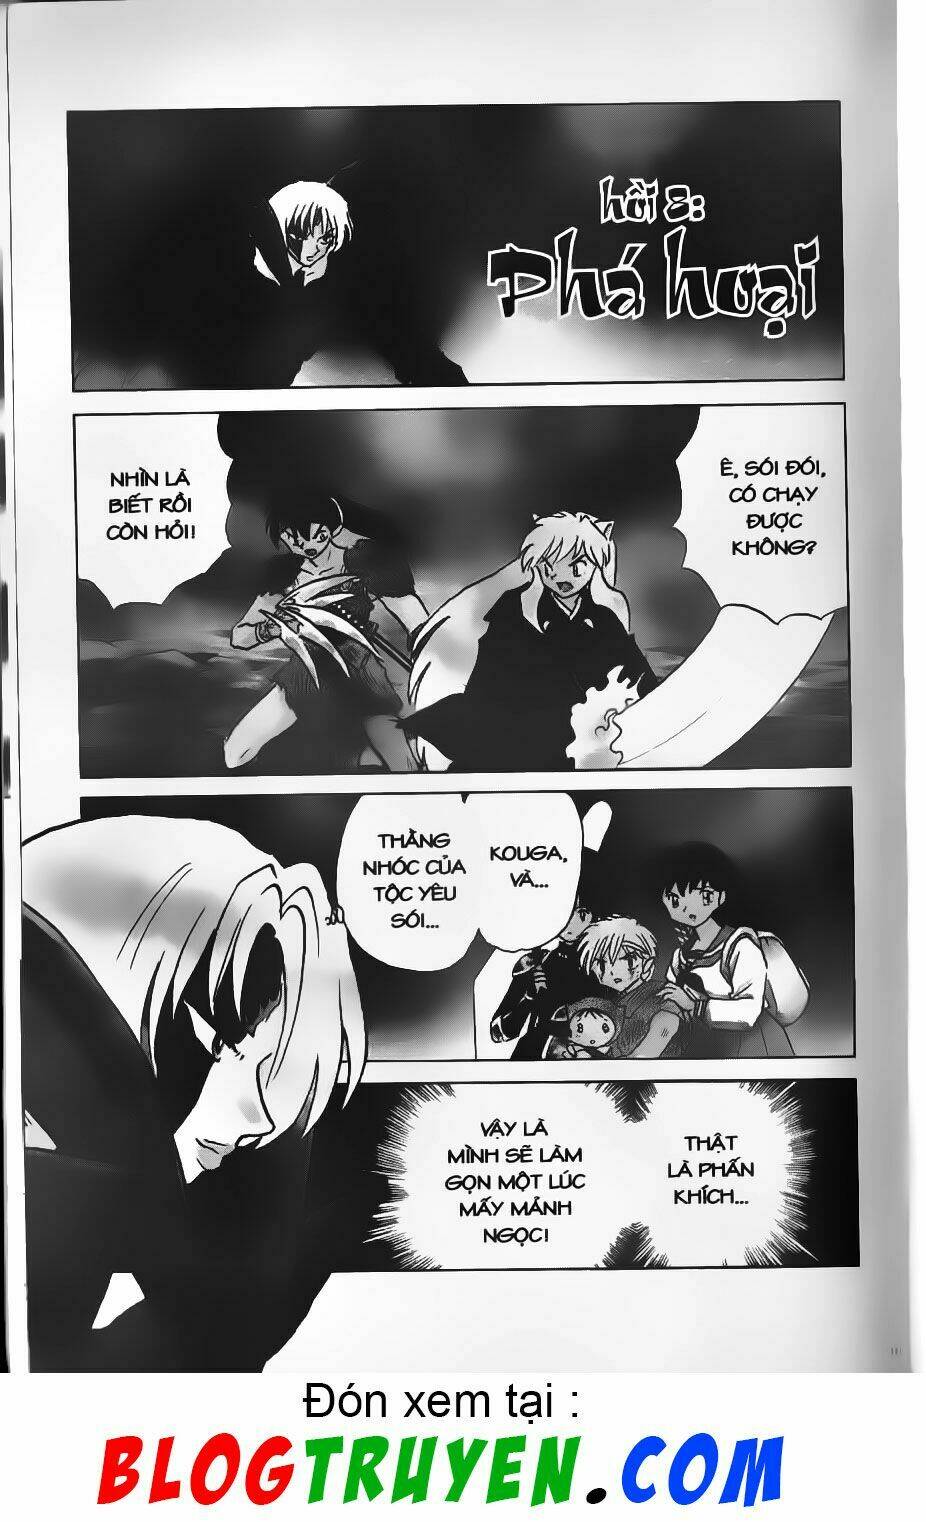 hồi 8:
Phá hoại
Ê, SÓI ĐÓI,
CÓ CHẠY
ĐƯỢC
KHÔNG?
NHÌN LÀ
BIẾT RỒI
CÒN HỎI!
KOUGA,
VÀ...
THẰNG
NHÓC CỦA
TỘC YÊU
SÓI...
THẬT
LÀ PHẤN
KHÍCH...
VẬY LÀ
MÌNH SẼ LÀM
GỌN MỘT LÚC
MẤY MẢNH
NGỌC!
Đón xem tại :
BLOGTRUYEN.COM